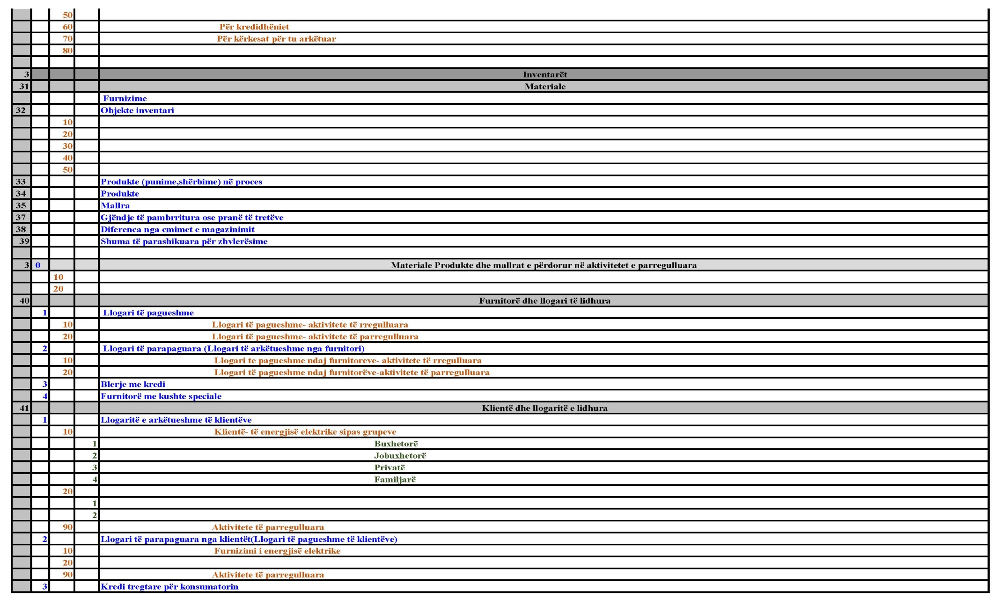 50
60 Për kredidhëniet
70 Për kërkesat për tu arkëtuar
80
3 Inventarët
31 Materiale
Furnizime
32 Objekte inventari
10
20
30
40
50
33 Produkte (punime,shërbime) në proces
34 Produkte
35 Mallra
37 Gjëndje të pambrritura ose pranë të tretëve
38 Diferenca nga cmimet e magazinimit
39 Shuma të parashikuara për zhvlerësime
3 0 Materiale Produkte dhe mallrat e përdorur në aktivitetet e parregulluara
10
20
40 Furnitorë dhe llogari të lidhura
1 Llogari të pagueshme
10 Llogari të pagueshme- aktivitete të rregulluara
20 Llogari të pagueshme- aktivitete të parregulluara
2 Llogari të parapaguara (Llogari të arkëtueshme nga furnitori)
10 Llogari te pagueshme ndaj furnitoreve- aktivitete të rregulluara
20 Llogari të pagueshme ndaj furnitorëve-aktivitete të parregulluara
3 Blerje me kredi
4 Furnitorë me kushte speciale
41 Klientë dhe llogaritë e lidhura
1 Llogaritë e arkëtueshme të klientëve
10 Klientë- të energjisë elektrike sipas grupeve
1 Buxhetorë
2 Jobuxhetorë
3 Privatë
4 Familjarë
20
1
2
90 Aktivitete të parregulluara
2 Llogari të parapaguara nga klientët(Llogari të pagueshme të klientëve)
10 Furnizimi i energjisë elektrike
20
90 Aktivitete të parregulluara
3 Kredi tregtare për konsumatorin